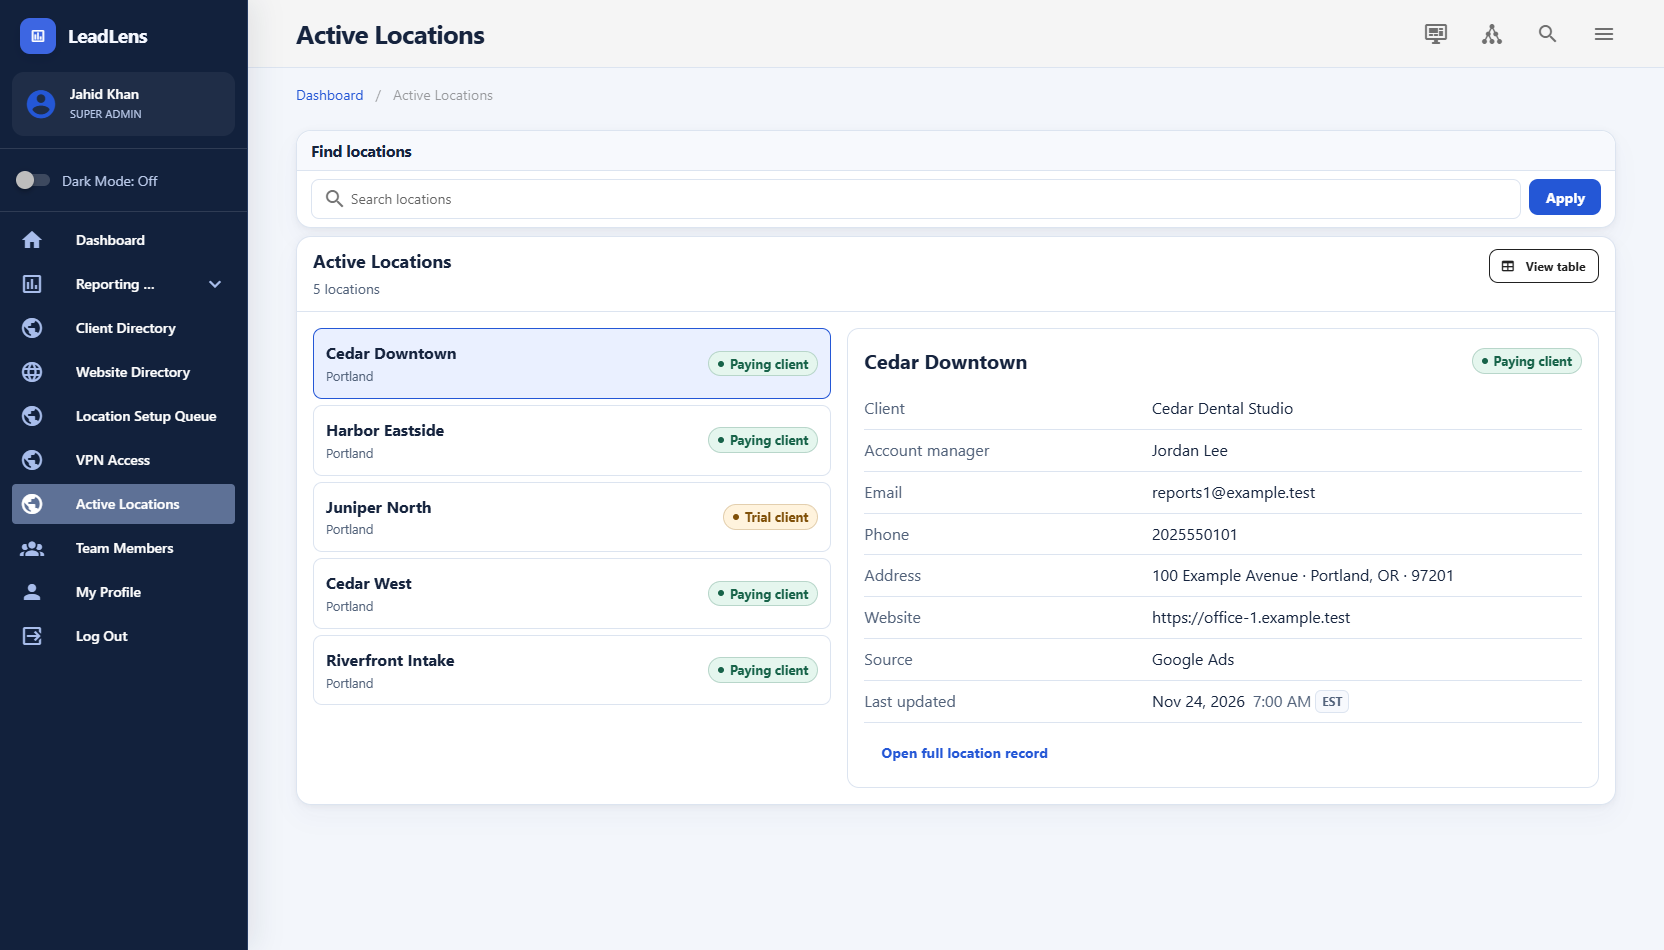 LeadLens
Jahid Khan
SUPER ADMIN
Dark Mode: Off
Dashboard
Reporting ...
Client Directory
Website Directory
Location Setup Queue
VPN Access
Active Locations
Team Members
My Profile
Log Out
Active Locations
Dashboard / Active Locations
Find locations
Search locations
Apply
Active Locations
5 locations
View table
Cedar Downtown
Portland
Paying client
Harbor Eastside
Portland
Paying client
Juniper North
Portland
Trial client
Cedar West
Portland
Paying client
Riverfront Intake
Portland
Paying client
Cedar Downtown
Paying client
Client Cedar Dental Studio
Account manager Jordan Lee
Email reports1@example.test
Phone 2025550101
Address 100 Example Avenue · Portland, OR · 97201
Website https://office-1.example.test
Source Google Ads
Last updated Nov 24, 2026 7:00 AM EST
Open full location record